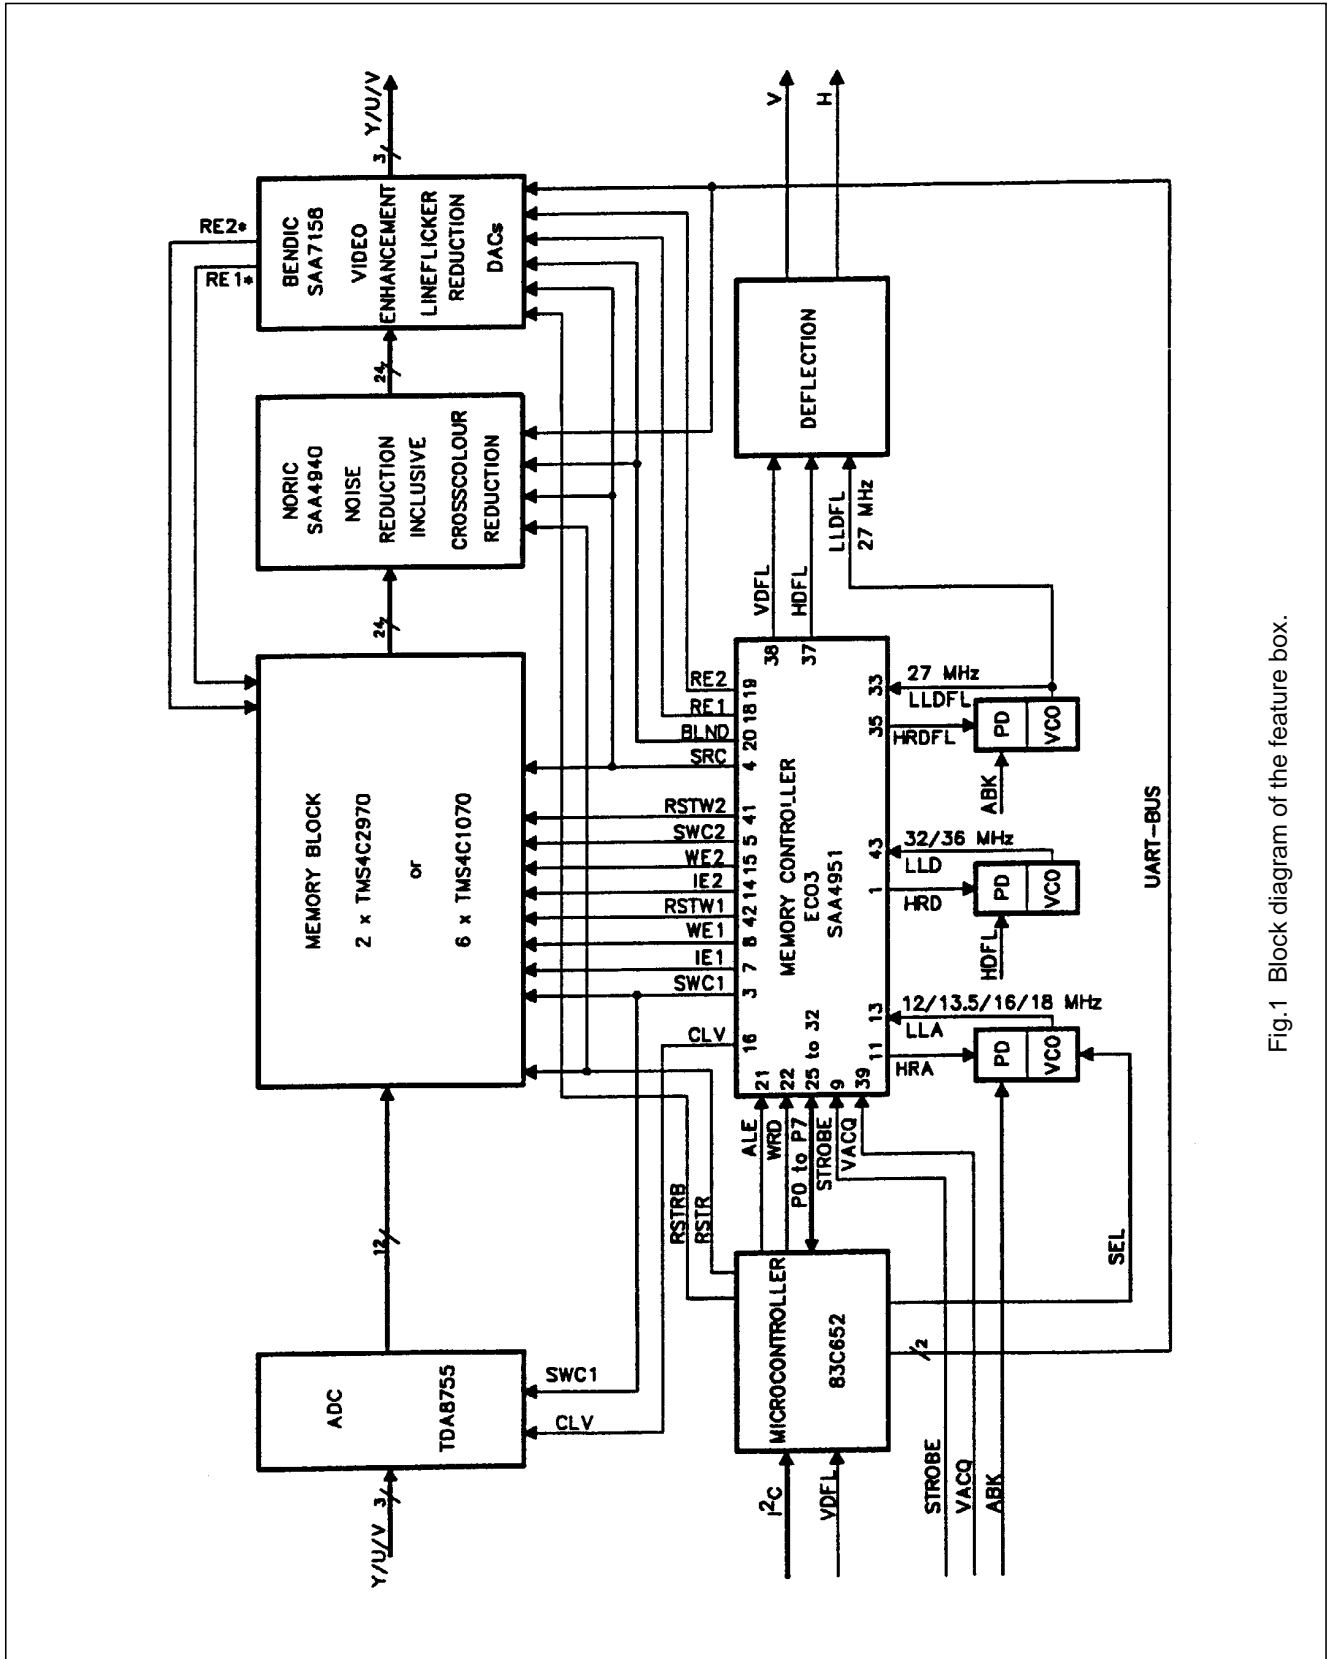 Y/U/V
3
ADC
TDA8755
SWC1
CLV
12
MEMORY BLOCK
2 x TMS4C2970
or
6 x TMS4C1070
24
NORIC
SAA4940
NOISE
REDUCTION
INCLUSIVE
CROSSCOLOUR
REDUCTION
24
BENDIC
SAA7158
VIDEO
ENHANCEMENT
LINEFLICKER
REDUCTION
DACs
RE2*
RE1*
3
Y/U/V
RSTRB
RSTR
CLV
SWC1
IE1
WE1
RSTW1
IE2
WE2
SWC2
RSTW2
SRC
BLND
RE1
RE2
16
3
7
8
42
14
15
5
41
4
20
18
19
I²C
VDFL
MICROCONTROLLER
83C652
2
ALE
WRD
P0 to P7
STROBE
VACQ
21
22
25 to 32
9
39
MEMORY CONTROLLER
ECO3
SAA4951
38
37
VDFL
HDFL
LLDFL
27 MHz
DEFLECTION
V
H
11
13
1
43
35
33
HRA
LLA
12/13.5/16/18 MHz
HRD
LLD
32/36 MHz
HRDFL
LLDFL
27 MHz
PD
VCO
HDFL
PD
VCO
ABK
PD
VCO
STROBE
VACQ
ABK
SEL
UART-BUS
Fig.1 Block diagram of the feature box.